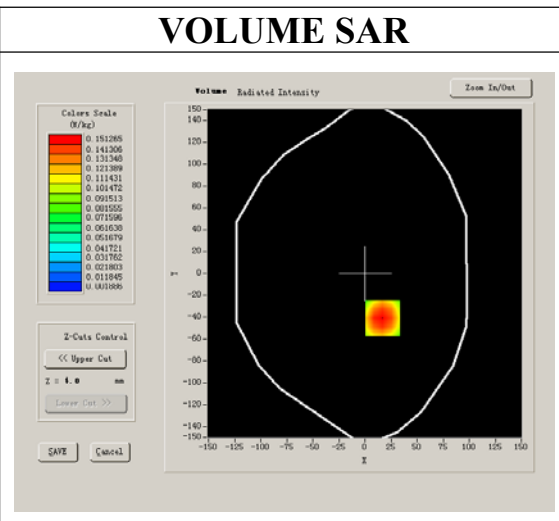 VOLUME SAR
Volume Radiated Intensity
Zoom In/Out
Colors Scale
(W/kg)
0.151265
0.141306
0.131348
0.121389
0.111431
0.101472
0.091513
0.081555
0.071596
0.061638
0.051679
0.041721
0.031762
0.021803
0.011845
0.001886
Z-Cuts Control
<< Upper Cut
Z = 4.0 mm
Lower Cut >>
SAVE
Cancel
150
140
120
100
80
60
40
20
0
-20
-40
-60
-80
-100
-120
-140
-150
Y
-150 -125 -100 -75 -50 -25 0 25 50 75 100 125 150
X